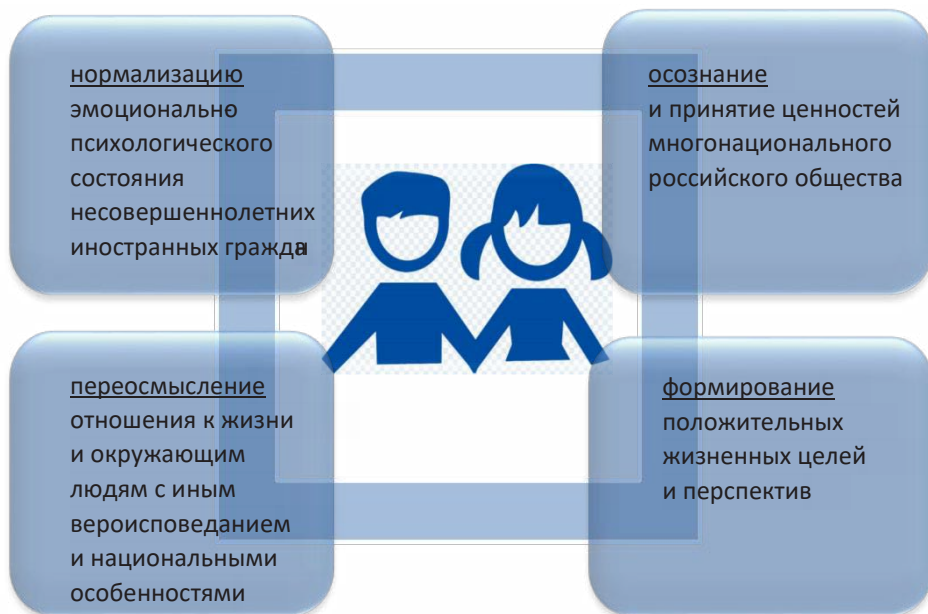 нормализацию
эмоционально
психологического
состояния
несовершеннолетних
иностранных граждан
осознание
и принятие ценностей
многонационального
российского общества
переосмысление
отношения к жизни
и окружающим
людям с иным
вероисповеданием
и национальными
особенностями
формирование
положительных
жизненных целей
и перспектив